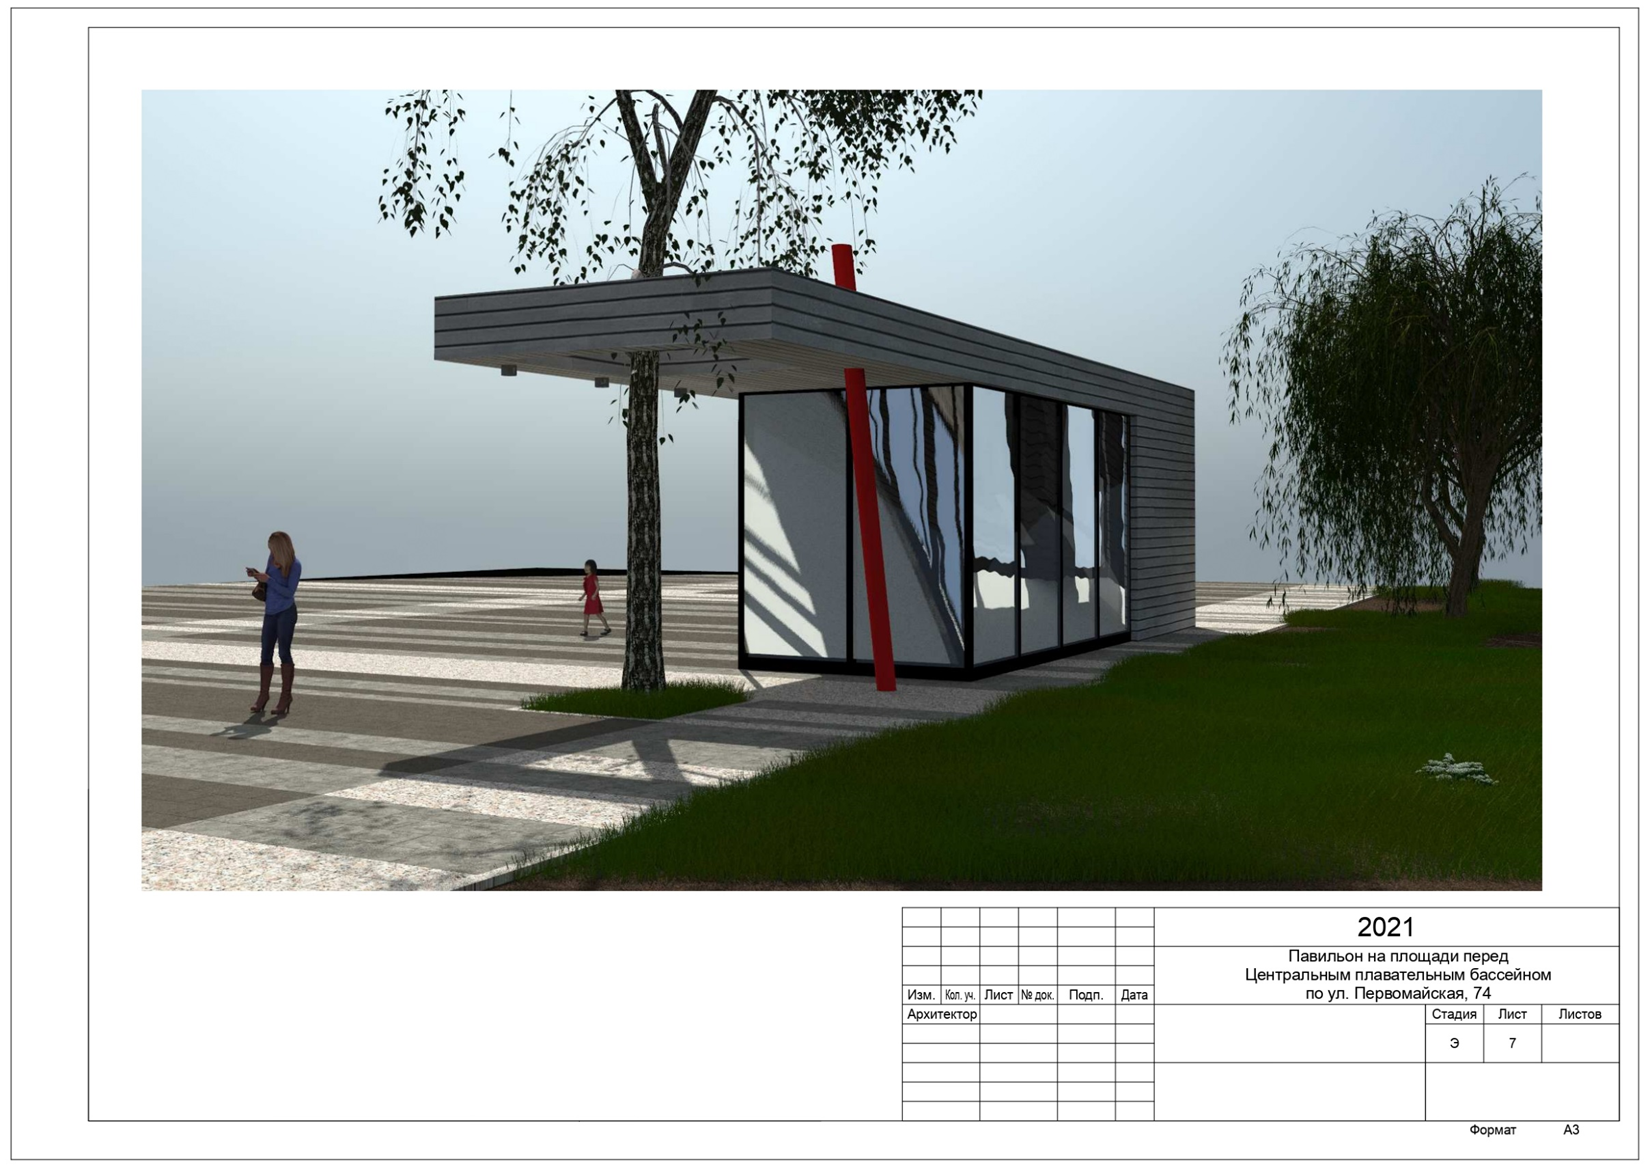 2021
Павильон на площади перед
Центральным плавательным бассейном
по ул. Первомайская, 74
Изм. Кол. уч. Лист № док. Подп. Дата
Архитектор
Стадия Лист Листов
Э 7
Формат А3